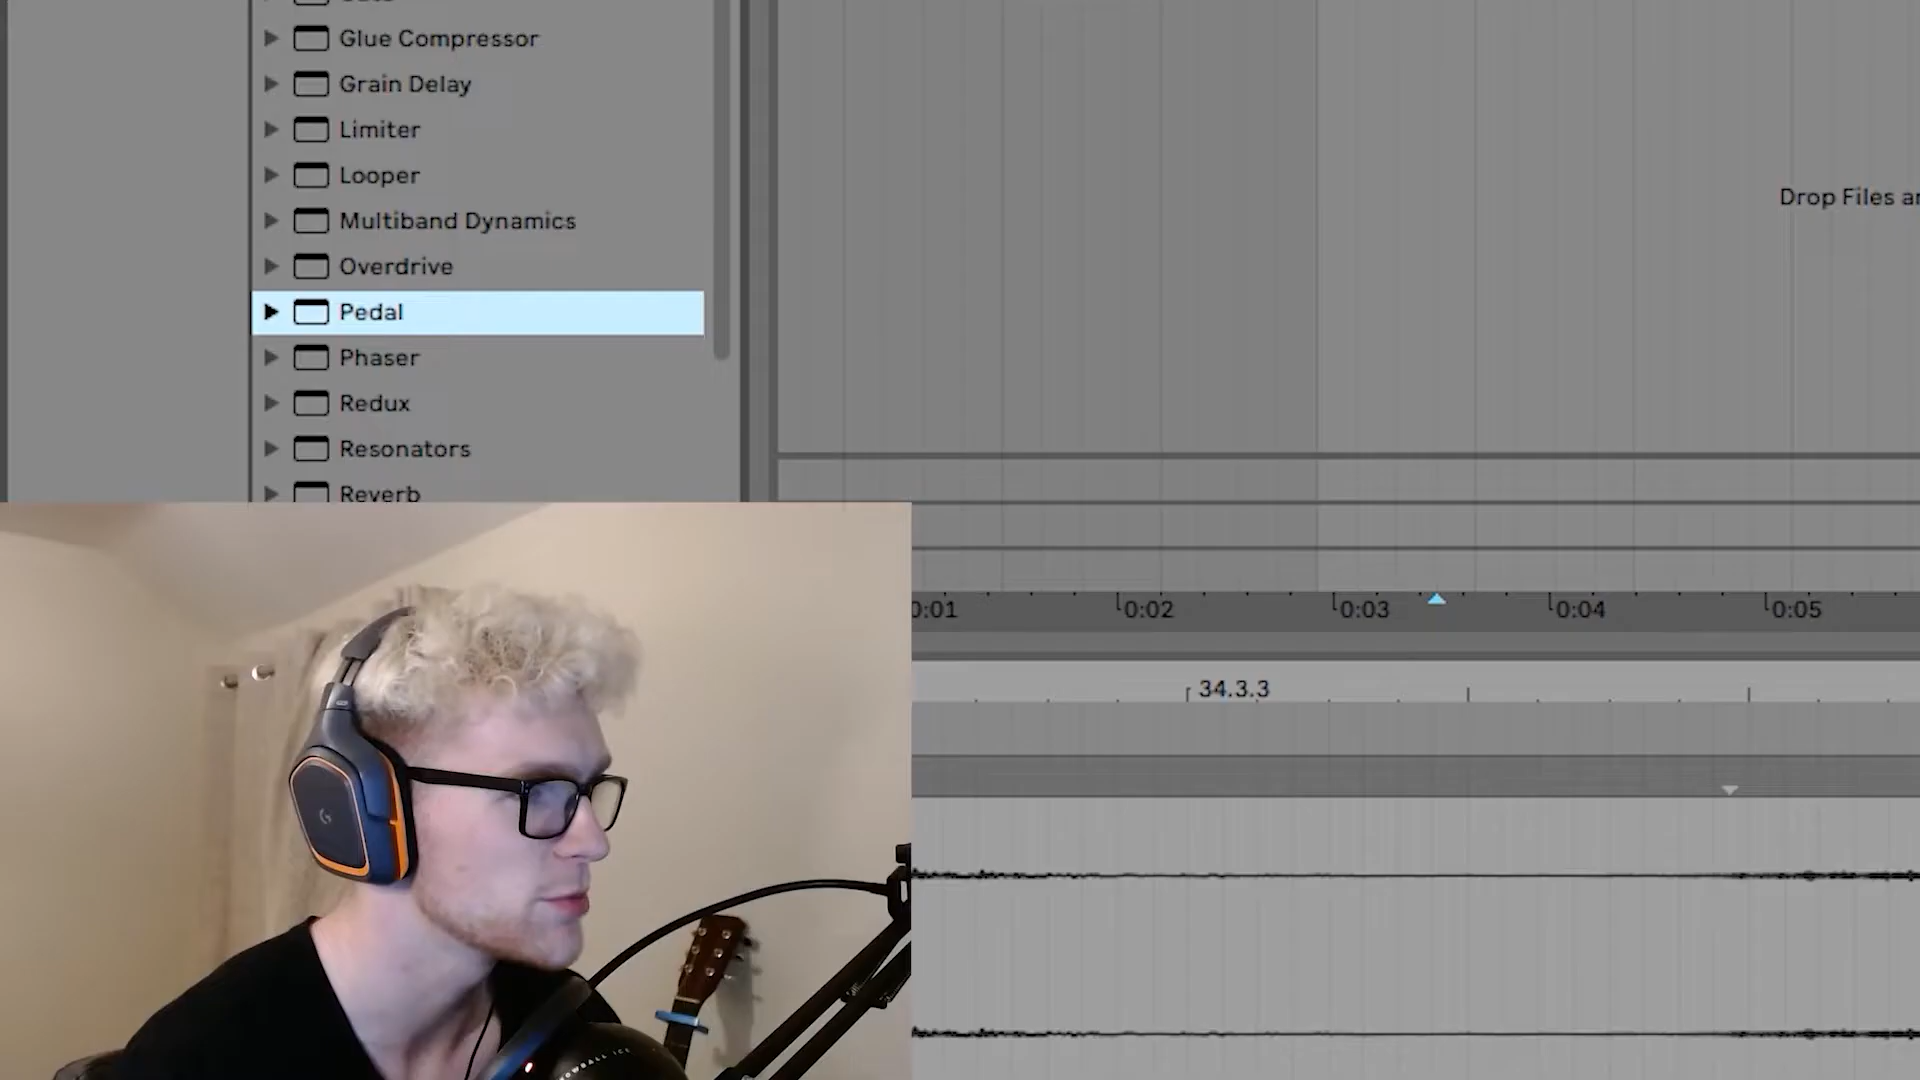 Glue Compressor
Grain Delay
Limiter
Looper
Multiband Dynamics
Overdrive
Pedal
Phaser
Redux
Resonators
Reverb
Drop Files
0:01
0:02
0:03
0:04
0:05
34.3.3